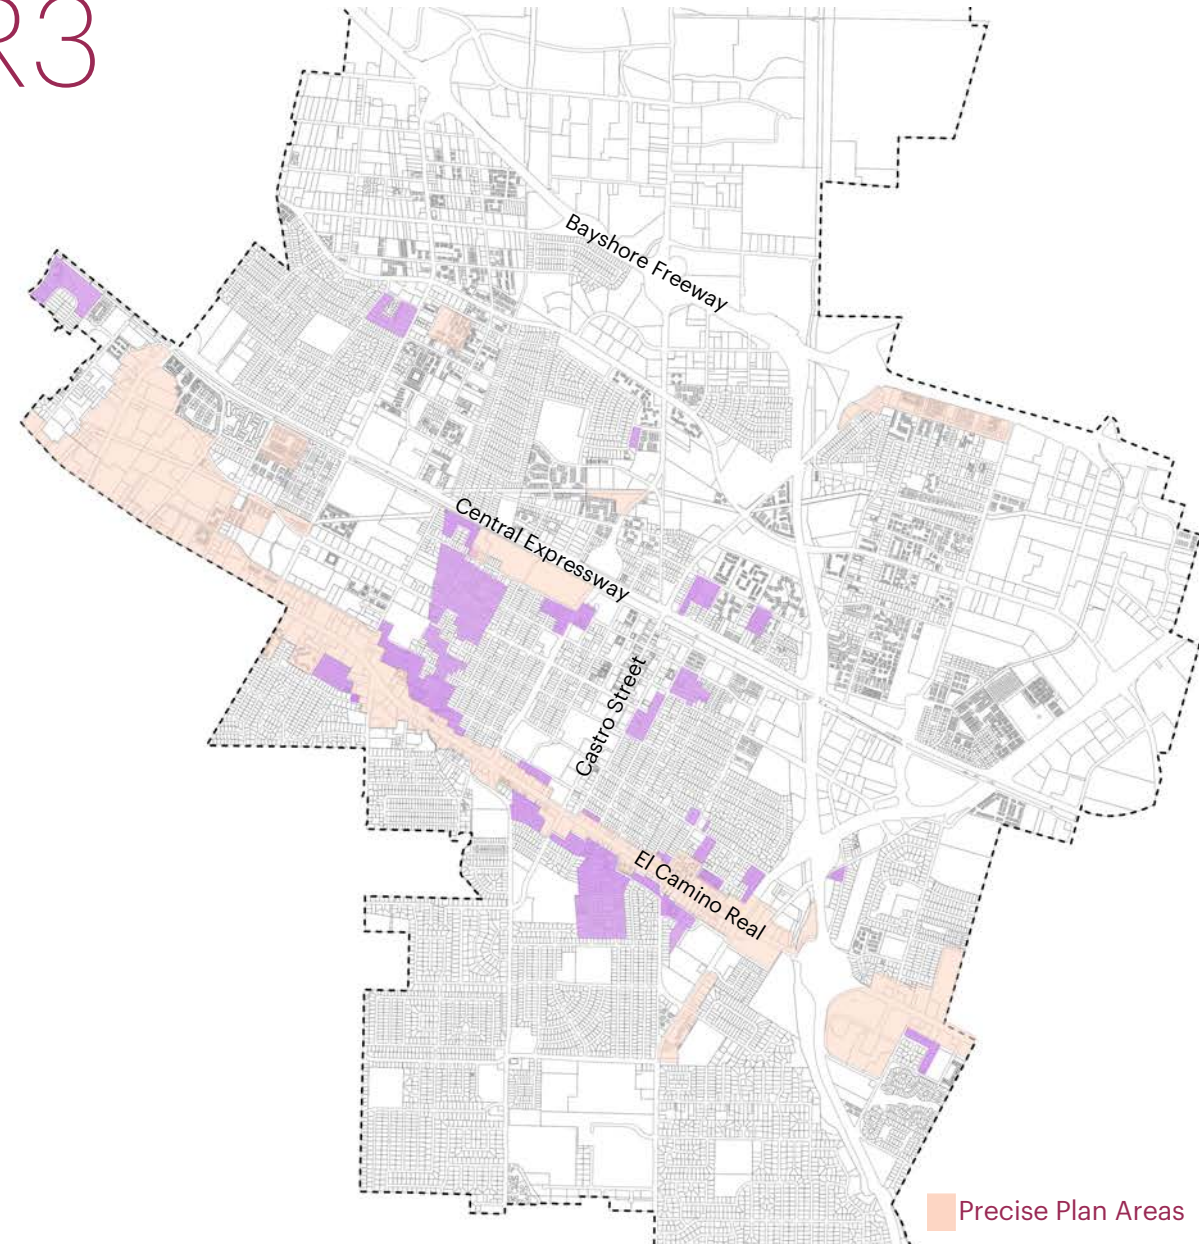 R3
Bayshore Freeway
Central Expressway
Castro Street
El Camino Real
Precise Plan Areas